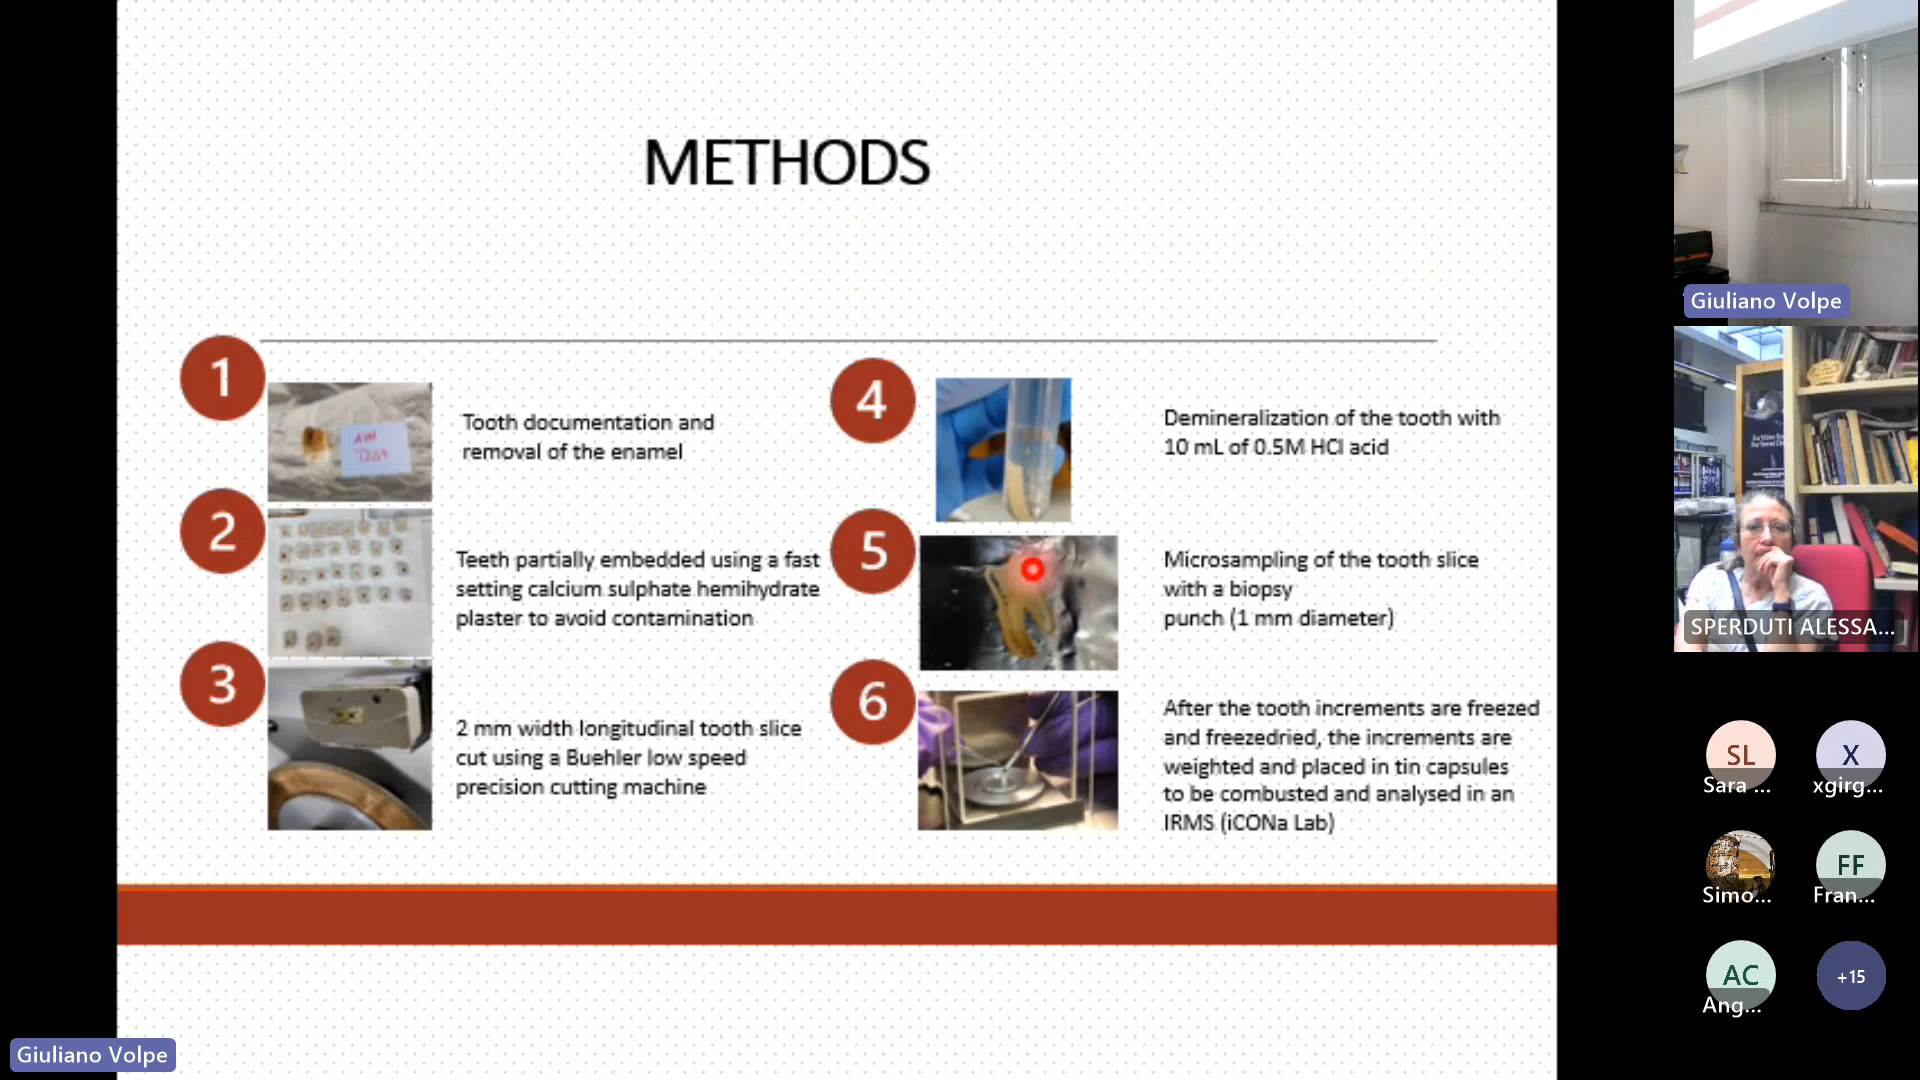 METHODS
1
Tooth documentation and
removal of the enamel
2
Teeth partially embedded using a fast
setting calcium sulphate hemihydrate
plaster to avoid contamination
3
2 mm width longitudinal tooth slice
cut using a Buehler low speed
precision cutting machine
4
Demineralization of the tooth with
10 mL of 0.5M HCl acid
5
Microsampling of the tooth slice
with a biopsy
punch (1 mm diameter)
6
After the tooth increments are freezed
and freezedried, the increments are
weighted and placed in tin capsules
to be combusted and analysed in an
IRMS (iCONa Lab)
Giuliano Volpe
Giuliano Volpe
SPERDUTI ALESSA...
SL
Sara ...
X
xgirg...
Simo...
FF
Fran...
AC
Ang...
+15